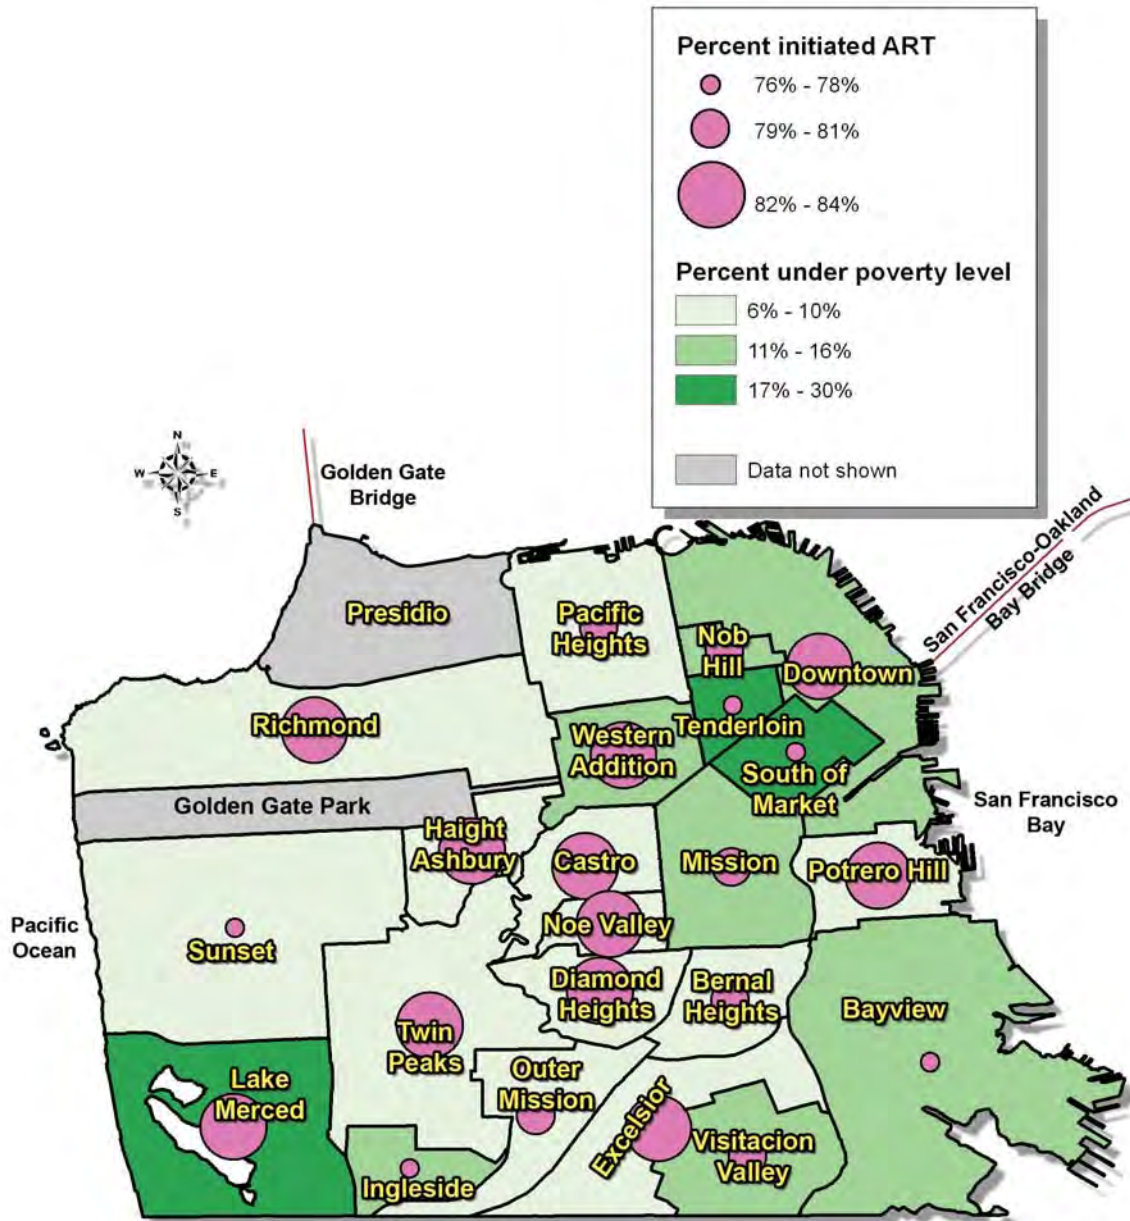 Percent initiated ART
76% - 78%
79% - 81%
82% - 84%
Percent under poverty level
6% - 10%
11% - 16%
17% - 30%
Data not shown
N
W E
S
Golden Gate
Bridge
San Francisco-Oakland
Bay Bridge
Presidio
Pacific
Heights
Nob
Hill
Downtown
Richmond
Western
Addition
Tenderloin
South of
Market
Golden Gate Park
San Francisco
Bay
Haight
Ashbury
Castro
Mission
Potrero Hill
Pacific
Ocean
Sunset
Noe Valley
Diamond
Heights
Bernal
Heights
Bayview
Twin
Peaks
Outer
Mission
Lake
Merced
Excelsior
Visitacion
Valley
Ingleside